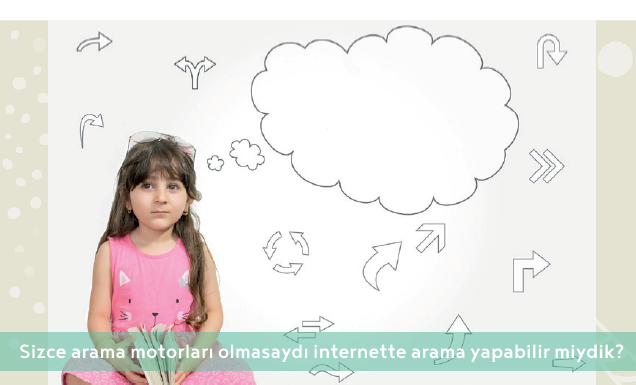 Sizce arama motorları olmasaydı internette arama yapabilir miydik?